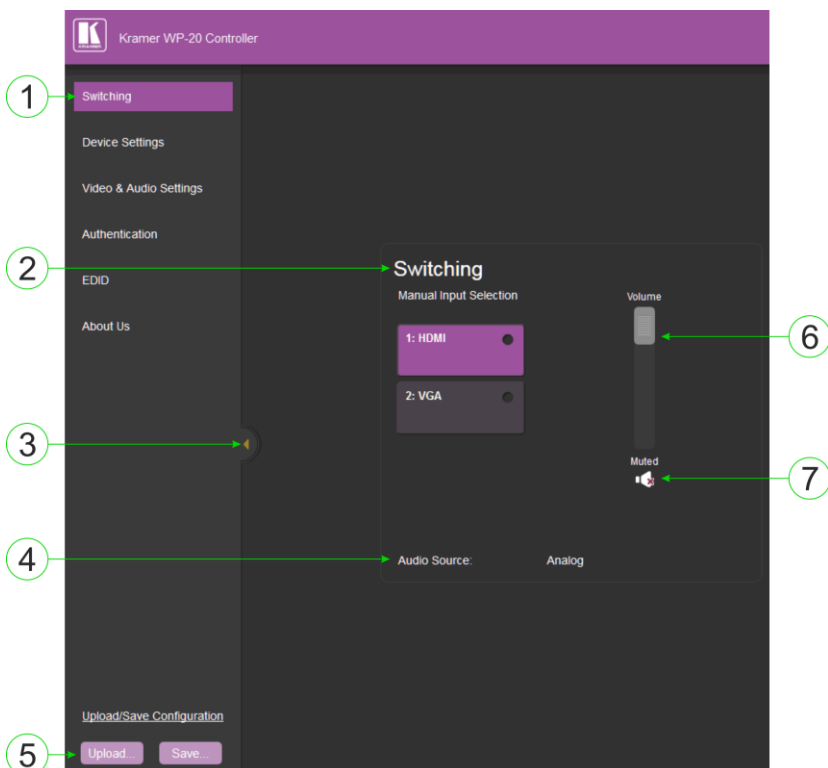 K
KRAMER
Kramer WP-20 Controller
1
Switching
Device Settings
Video & Audio Settings
Authentication
2
EDID
About Us
Switching
Manual Input Selection
Volume
1: HDMI
6
2: VGA
3
Muted
7
4
Audio Source: Analog
Upload/Save Configuration
5
Upload... Save...